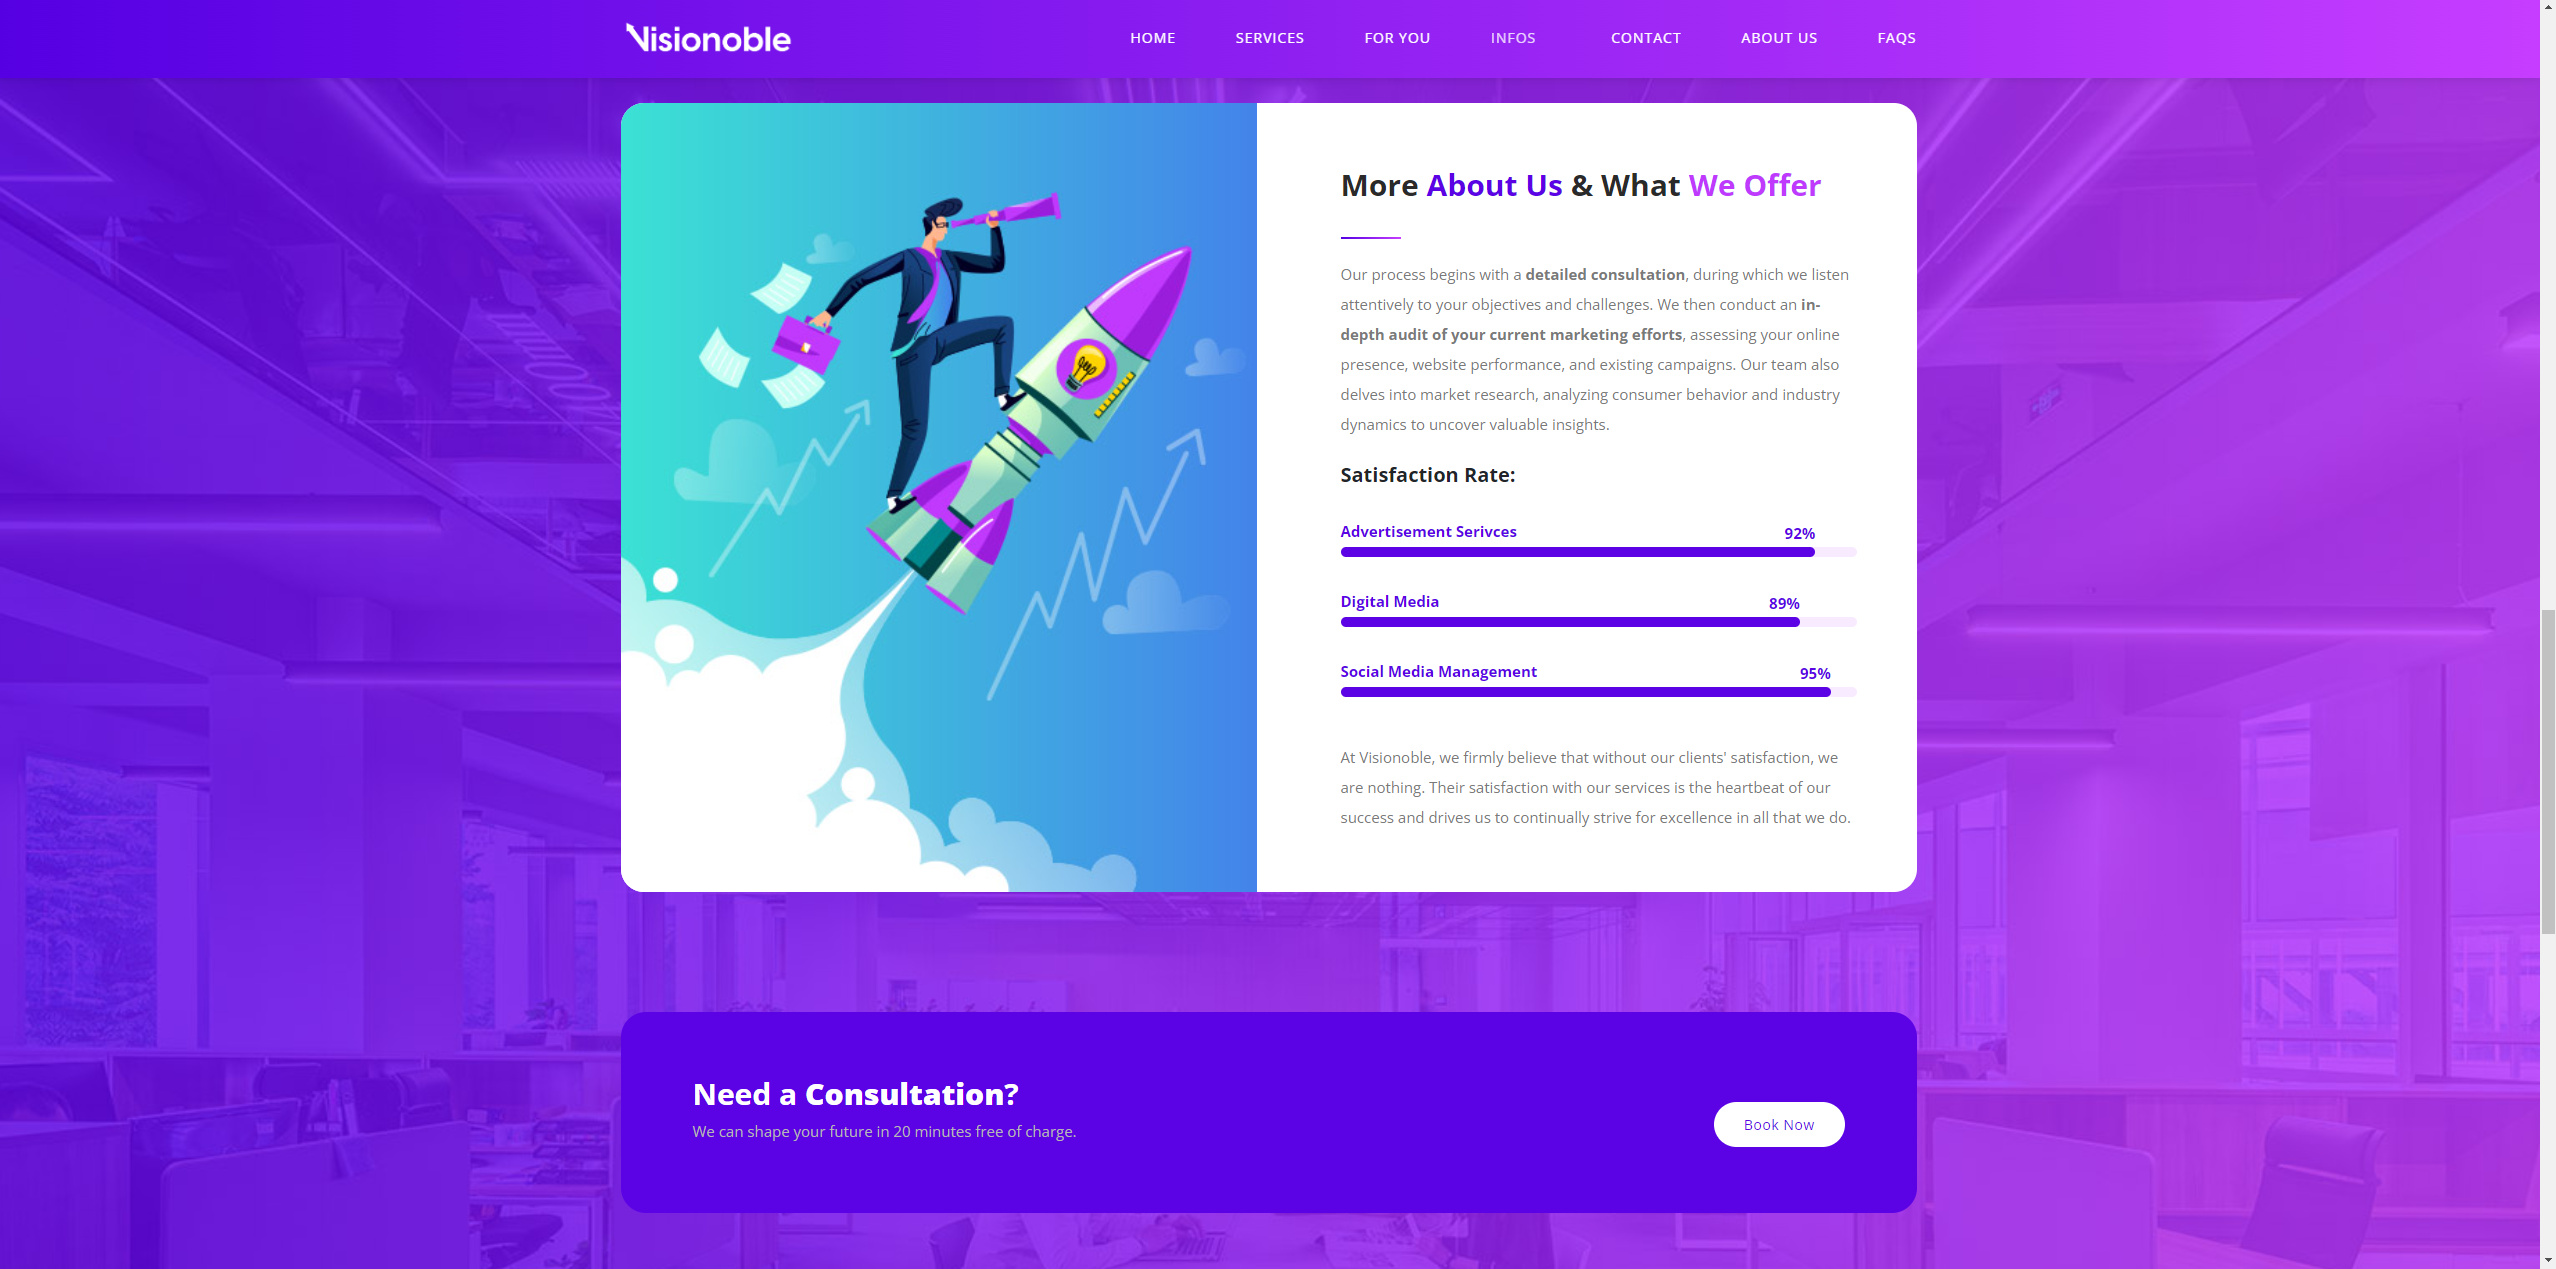 Visionoble
HOME SERVICES FOR YOU INFOS CONTACT ABOUT US FAQS
More About Us & What We Offer
Our process begins with a detailed consultation, during which we listen
attentively to your objectives and challenges. We then conduct an in-
depth audit of your current marketing efforts, assessing your online
presence, website performance, and existing campaigns. Our team also
delves into market research, analyzing consumer behavior and industry
dynamics to uncover valuable insights.
Satisfaction Rate:
Advertisement Serivces 92%
Digital Media 89%
Social Media Management 95%
At Visionoble, we firmly believe that without our clients' satisfaction, we
are nothing. Their satisfaction with our services is the heartbeat of our
success and drives us to continually strive for excellence in all that we do.
Need a Consultation?
We can shape your future in 20 minutes free of charge.
Book Now